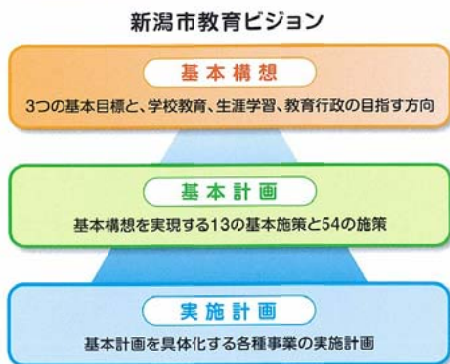 新潟市教育ビジョン
基本構想
3つの基本目標と、学校教育、生涯学習、教育行政の目指す方向
基本計画
基本構想を実現する13の基本施策と54の施策
実施計画
基本計画を具体化する各種事業の実施計画